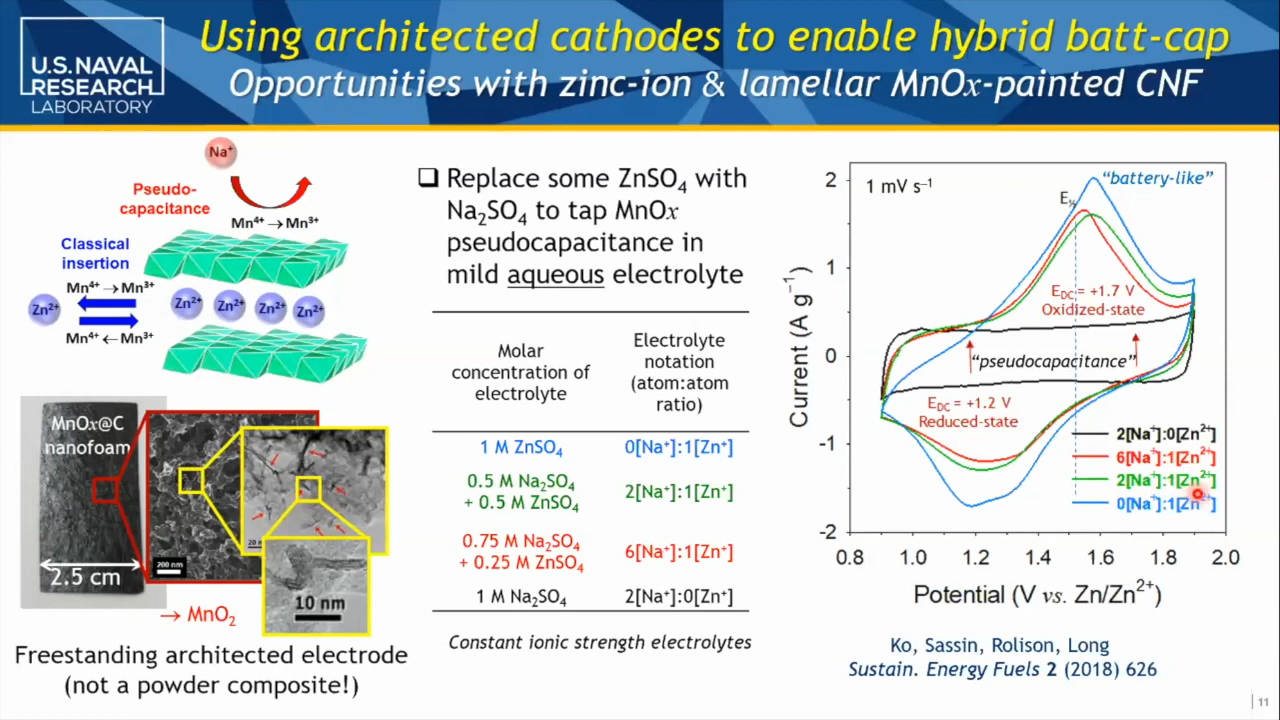 U.S. NAVAL
RESEARCH
LABORATORY
Using architected cathodes to enable hybrid batt-cap
Opportunities with zinc-ion & lamellar MnOx-painted CNF
Na⁺
Pseudo-
capacitance
Mn⁴⁺ → Mn³⁺
Classical
insertion
Mn⁴⁺ → Mn³⁺
Zn²⁺
Zn²⁺
Zn²⁺
Zn²⁺
Zn²⁺
Mn⁴⁺ ← Mn³⁺
MnOx@C
nanofoam
2.5 cm
200 nm
20
10 nm
→ MnO₂
Freestanding architected electrode
(not a powder composite!)
❑ Replace some ZnSO₄ with
Na₂SO₄ to tap MnOx
pseudocapacitance in
mild aqueous electrolyte
Molar
concentration of
electrolyte
Electrolyte
notation
(atom:atom
ratio)
1 M ZnSO₄ 0[Na⁺]:1[Zn⁺]
0.5 M Na₂SO₄
+ 0.5 M ZnSO₄
2[Na⁺]:1[Zn⁺]
0.75 M Na₂SO₄
+ 0.25 M ZnSO₄
6[Na⁺]:1[Zn⁺]
1 M Na₂SO₄ 2[Na⁺]:0[Zn⁺]
Constant ionic strength electrolytes
1 mV s⁻¹
"battery-like"
E½
E_DC = +1.7 V
Oxidized-state
"pseudocapacitance"
E_DC = +1.2 V
Reduced-state
2[Na⁺]:0[Zn²⁺]
6[Na⁺]:1[Zn²⁺]
2[Na⁺]:1[Zn²⁺]
0[Na⁺]:1[Zn²⁺]
Current (A g⁻¹)
2
1
0
-1
-2
0.8 1.0 1.2 1.4 1.6 1.8 2.0
Potential (V vs. Zn/Zn²⁺)
Ko, Sassin, Rolison, Long
Sustain. Energy Fuels 2 (2018) 626
11